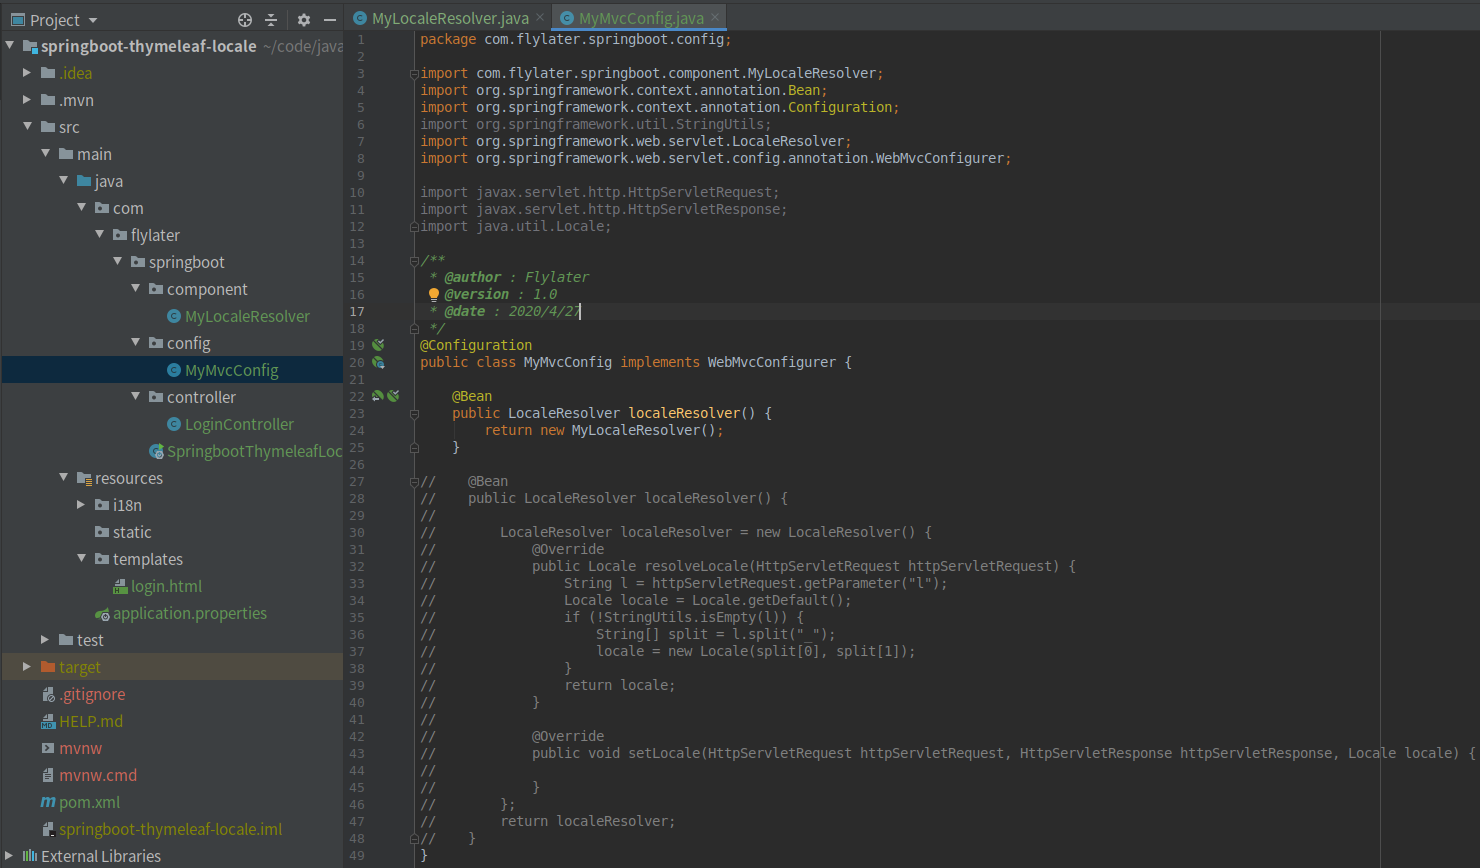 Project
springboot-thymeleaf-locale ~/code/java
.idea
.mvn
src
main
java
com
flylater
springboot
component
MyLocaleResolver
config
MyMvcConfig
controller
LoginController
SpringbootThymeleafLoc
resources
i18n
static
templates
login.html
application.properties
test
target
.gitignore
HELP.md
mvnw
mvnw.cmd
pom.xml
springboot-thymeleaf-locale.iml
External Libraries
MyLocaleResolver.java × MyMvcConfig.java ×
1 package com.flylater.springboot.config;
2
3 import com.flylater.springboot.component.MyLocaleResolver;
4 import org.springframework.context.annotation.Bean;
5 import org.springframework.context.annotation.Configuration;
6 import org.springframework.util.StringUtils;
7 import org.springframework.web.servlet.LocaleResolver;
8 import org.springframework.web.servlet.config.annotation.WebMvcConfigurer;
9
10 import javax.servlet.http.HttpServletRequest;
11 import javax.servlet.http.HttpServletResponse;
12 import java.util.Locale;
13
14 /**
15  * @author : Flylater
16 @version : 1.0
17  * @date : 2020/4/27
18  */
19 @Configuration
20 public class MyMvcConfig implements WebMvcConfigurer {
21
22     @Bean
23     public LocaleResolver localeResolver() {
24         return new MyLocaleResolver();
25     }
26
27 //    @Bean
28 //    public LocaleResolver localeResolver() {
29 //
30 //        LocaleResolver localeResolver = new LocaleResolver() {
31 //            @Override
32 //            public Locale resolveLocale(HttpServletRequest httpServletRequest) {
33 //                String l = httpServletRequest.getParameter("l");
34 //                Locale locale = Locale.getDefault();
35 //                if (!StringUtils.isEmpty(l)) {
36 //                    String[] split = l.split("_");
37 //                    locale = new Locale(split[0], split[1]);
38 //                }
39 //                return locale;
40 //            }
41 //
42 //            @Override
43 //            public void setLocale(HttpServletRequest httpServletRequest, HttpServletResponse httpServletResponse, Locale locale) {
44 //
45 //            }
46 //        };
47 //        return localeResolver;
48 //    }
49 }